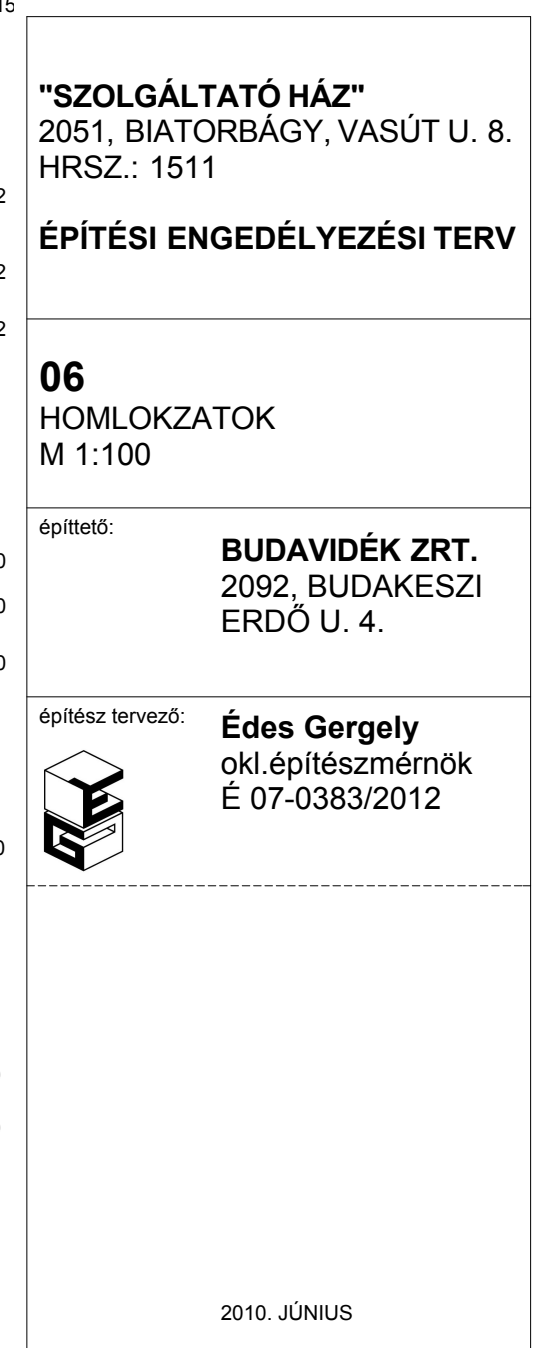 "SZOLGÁLTATÓ HÁZ"
2051, BIATORBÁGY, VASÚT U. 8.
HRSZ.: 1511
ÉPÍTÉSI ENGEDÉLYEZÉSI TERV
06
HOMLOKZATOK
M 1:100
építtető:
BUDAVIDÉK ZRT.
2092, BUDAKESZI
ERDŐ U. 4.
építész tervező:
Édes Gergely
okl.építészmérnök
É 07-0383/2012
EG
2010. JÚNIUS